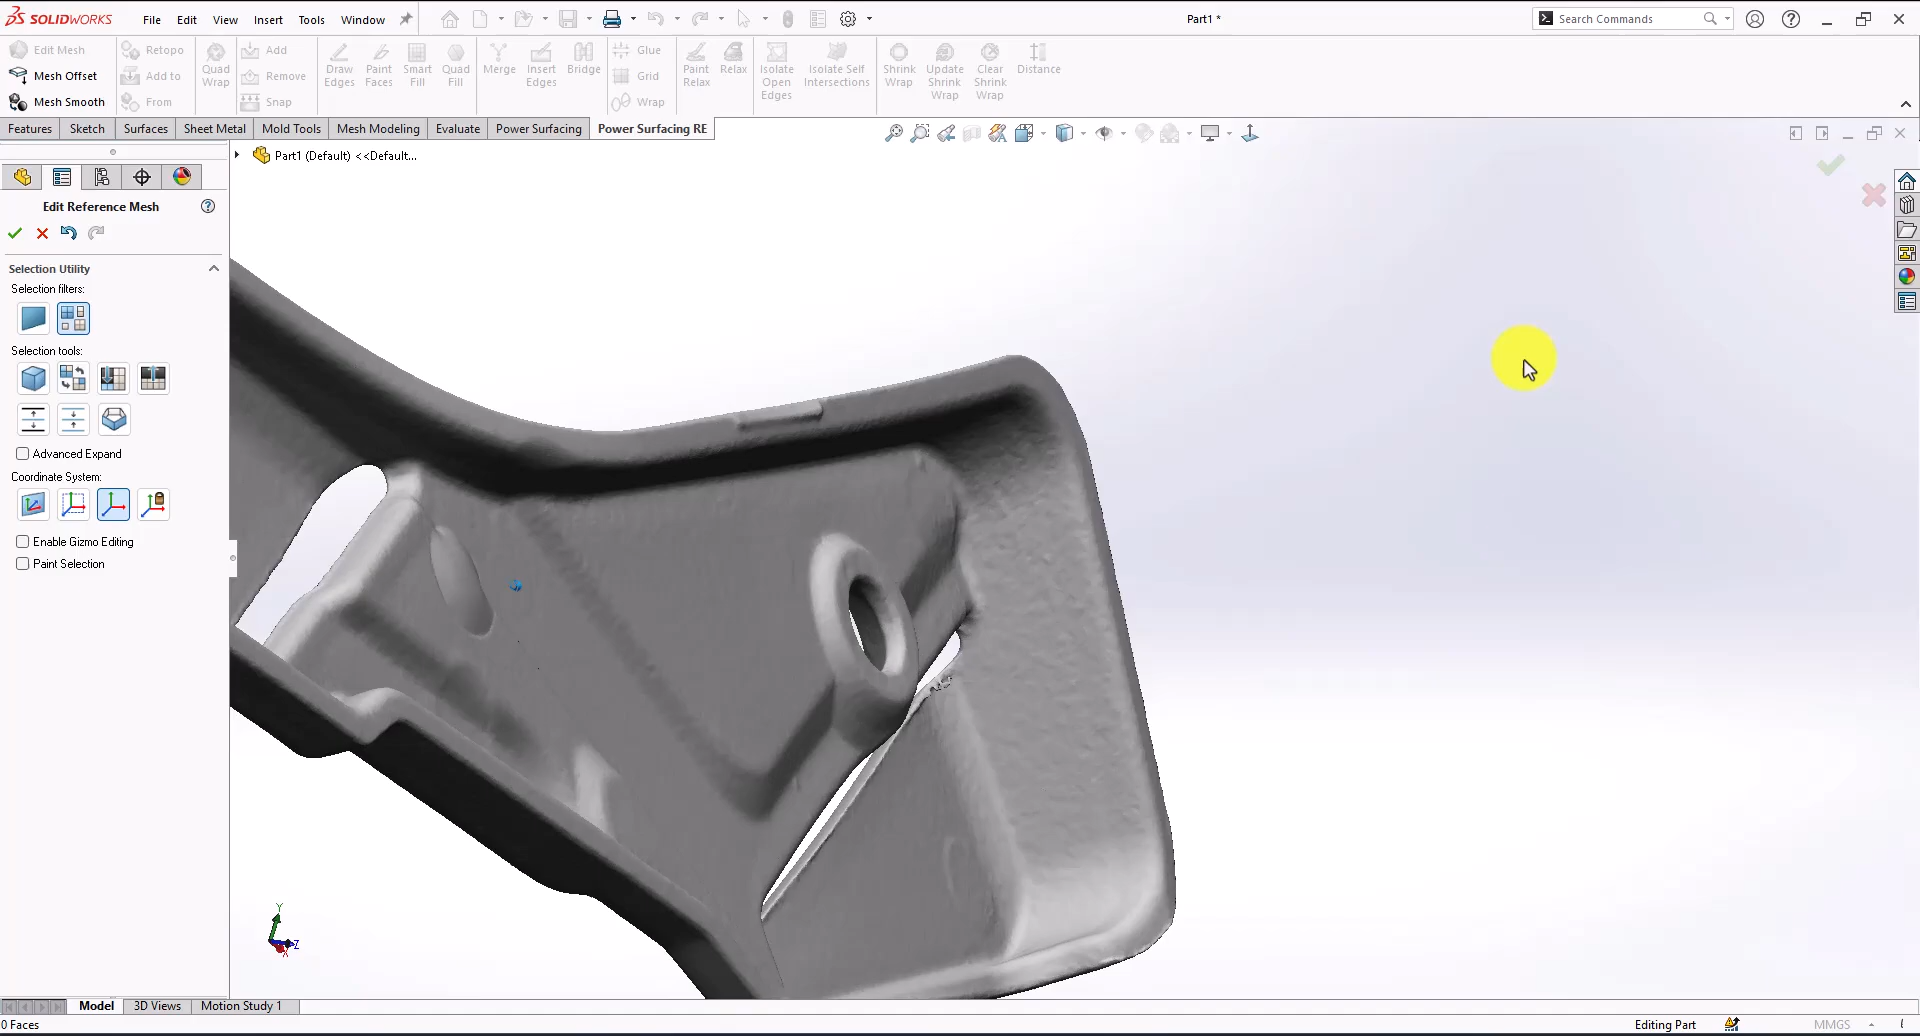 SOLIDWORKS File Edit View Insert Tools Window Part1 * Search Commands
Edit Mesh Retopo Quad Wrap Add Draw Edges Paint Faces Smart Fill Quad Fill Merge Insert Edges Bridge Glue Paint Relax Relax Isolate Open Edges Isolate Self Intersections Shrink Wrap Update Shrink Wrap Clear Shrink Wrap Distance
Mesh Offset Add to Remove Grid
Mesh Smooth From Snap Wrap
Features Sketch Surfaces Sheet Metal Mold Tools Mesh Modeling Evaluate Power Surfacing Power Surfacing RE
Part1 (Default) <<Default...
Edit Reference Mesh
Selection Utility
Selection filters:
Selection tools:
Advanced Expand
Coordinate System:
Enable Gizmo Editing
Paint Selection
Y
Z
X
Model 3D Views Motion Study 1
0 Faces Editing Part MMGS